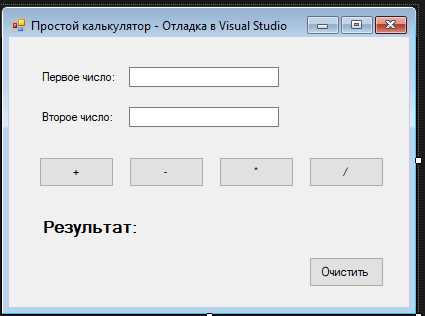 Простой калькулятор - Отладка в Visual Studio
Первое число:
Второе число:
+ - * /
Результат:
Очистить